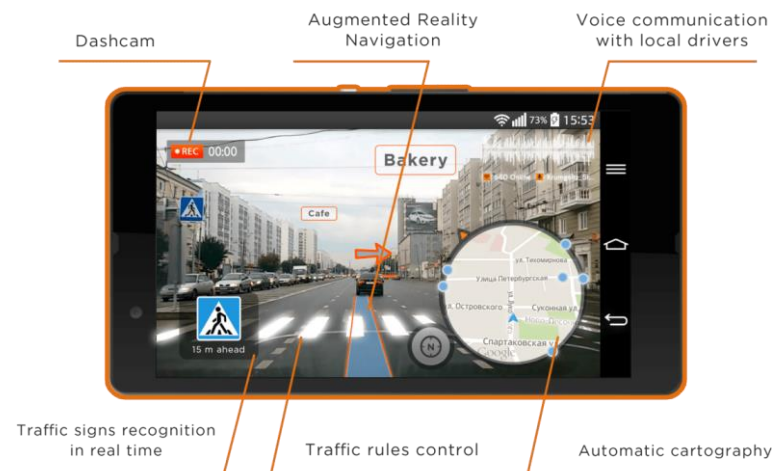 Augmented Reality
Navigation
Voice communication
with local drivers
Dashcam
73%
15:53
REC 00:00
Bakery
Cafe
ул. Тихомирнова
Улица Петербургская
ул. Островского
Сухонная ул.
Спартаковская у
Google
N
15 m ahead
Traffic signs recognition
in real time
Traffic rules control
Automatic cartography